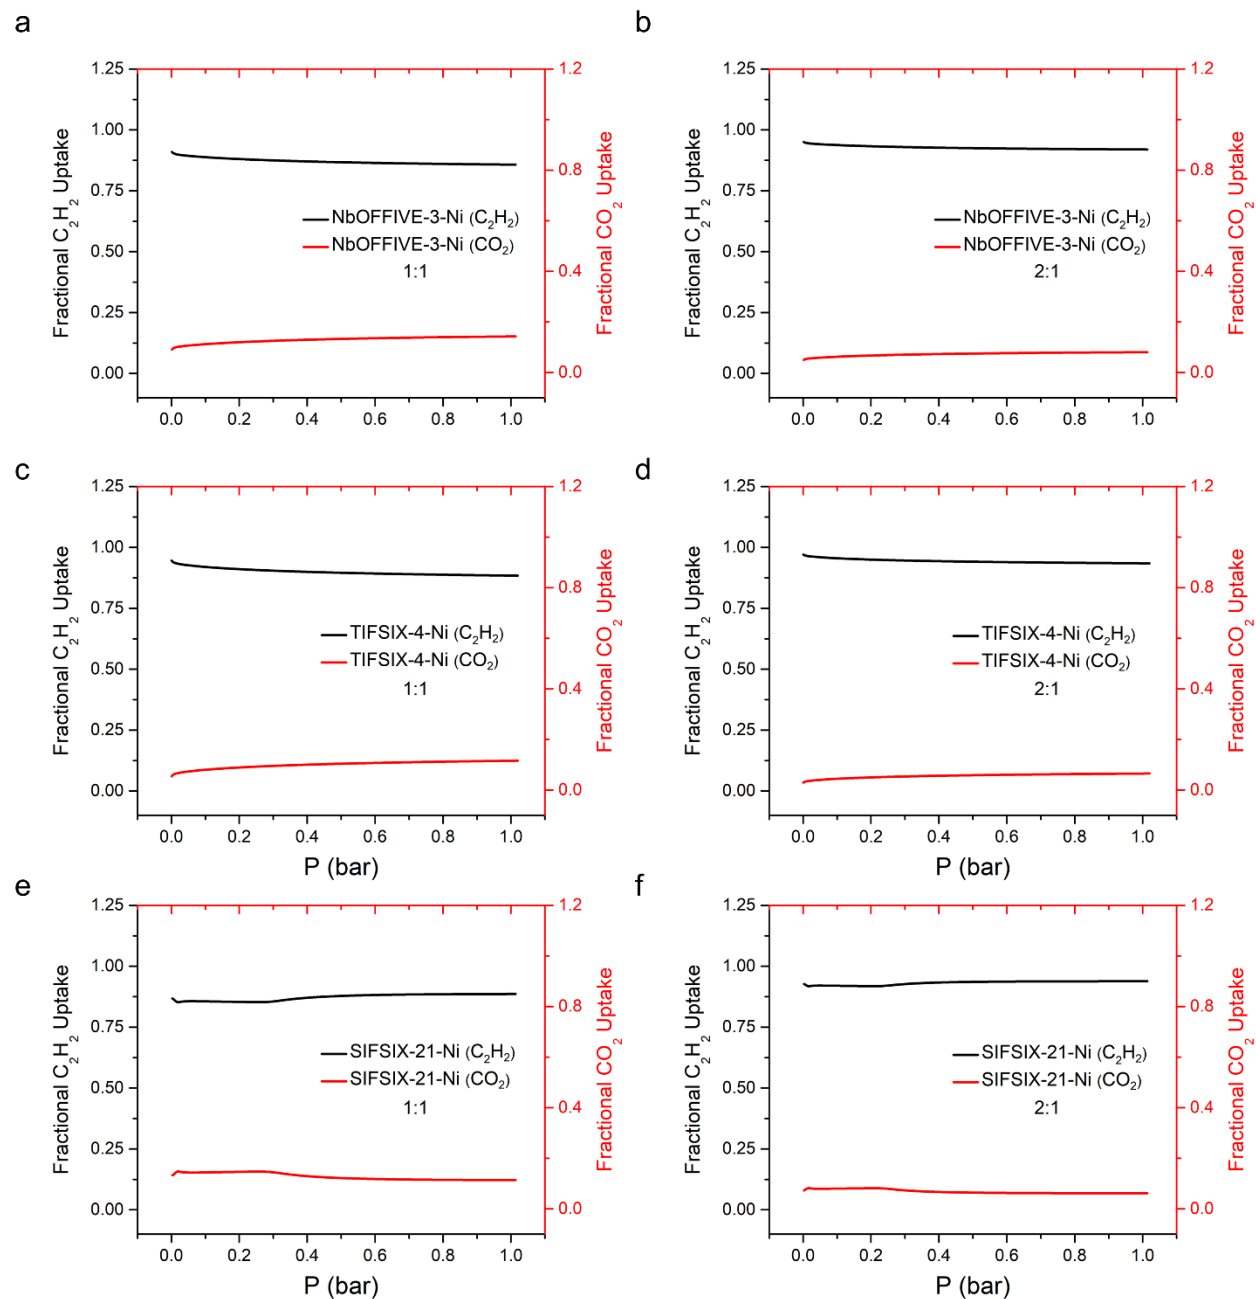 a
1.25
1.00
0.75
0.50
0.25
0.00
Fractional C₂H₂ Uptake
NbOFFIVE-3-Ni (C₂H₂)
NbOFFIVE-3-Ni (CO₂)
1:1
1.2
0.8
0.4
0.0
Fractional CO₂ Uptake
0.0 0.2 0.4 0.6 0.8 1.0
b
1.25
1.00
0.75
0.50
0.25
0.00
Fractional C₂H₂ Uptake
NbOFFIVE-3-Ni (C₂H₂)
NbOFFIVE-3-Ni (CO₂)
2:1
1.2
0.8
0.4
0.0
Fractional CO₂ Uptake
0.0 0.2 0.4 0.6 0.8 1.0
c
1.25
1.00
0.75
0.50
0.25
0.00
Fractional C₂H₂ Uptake
TIFSIX-4-Ni (C₂H₂)
TIFSIX-4-Ni (CO₂)
1:1
1.2
0.8
0.4
0.0
Fractional CO₂ Uptake
0.0 0.2 0.4 0.6 0.8 1.0
P (bar)
d
1.25
1.00
0.75
0.50
0.25
0.00
Fractional C₂H₂ Uptake
TIFSIX-4-Ni (C₂H₂)
TIFSIX-4-Ni (CO₂)
2:1
1.2
0.8
0.4
0.0
Fractional CO₂ Uptake
0.0 0.2 0.4 0.6 0.8 1.0
P (bar)
e
1.25
1.00
0.75
0.50
0.25
0.00
Fractional C₂H₂ Uptake
SIFSIX-21-Ni (C₂H₂)
SIFSIX-21-Ni (CO₂)
1:1
1.2
0.8
0.4
0.0
Fractional CO₂ Uptake
0.0 0.2 0.4 0.6 0.8 1.0
P (bar)
f
1.25
1.00
0.75
0.50
0.25
0.00
Fractional C₂H₂ Uptake
SIFSIX-21-Ni (C₂H₂)
SIFSIX-21-Ni (CO₂)
2:1
1.2
0.8
0.4
0.0
Fractional CO₂ Uptake
0.0 0.2 0.4 0.6 0.8 1.0
P (bar)